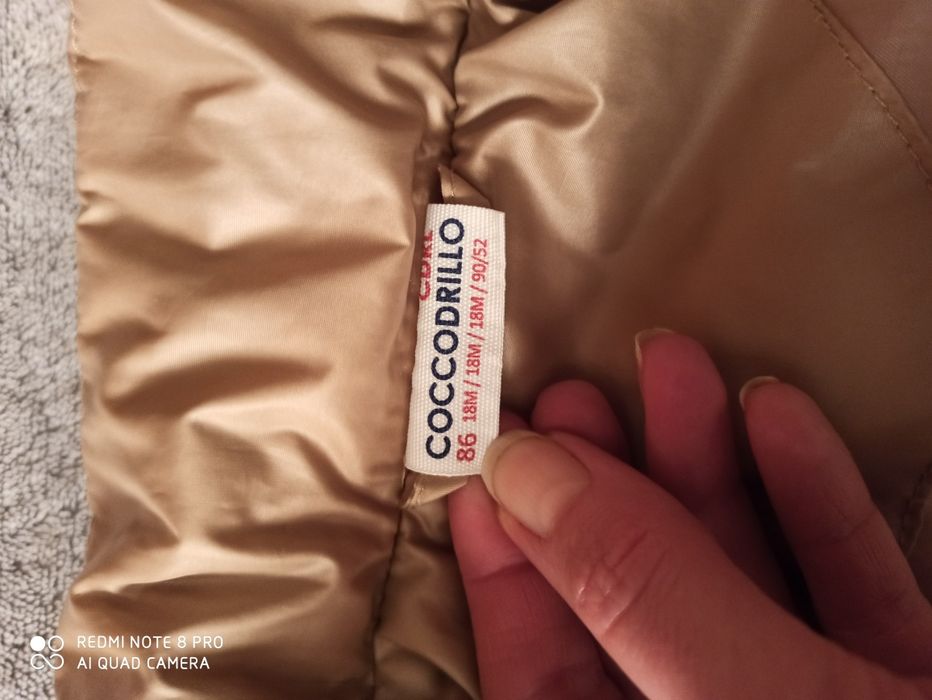 COCCODRILLO
86 18M / 18M / 18M / 90/52
REDMI NOTE 8 PRO
AI QUAD CAMERA